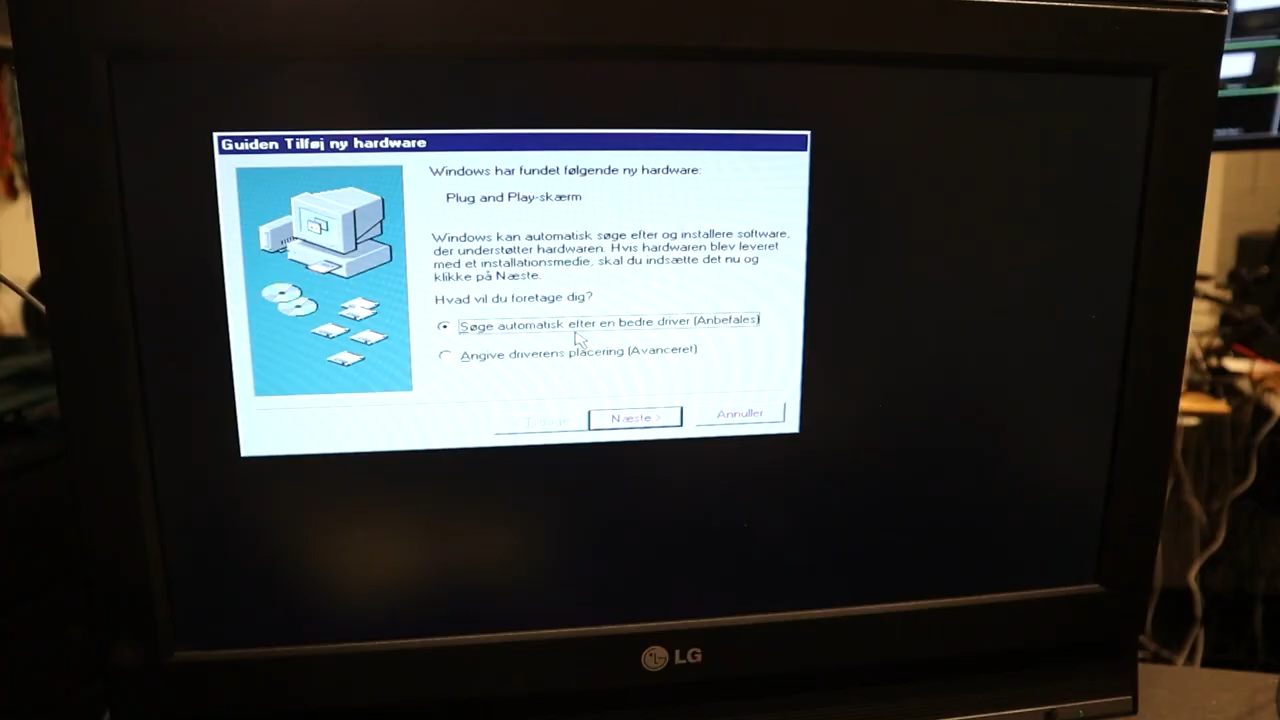 Guiden Tilføj ny hardware
Windows har fundet følgende ny hardware:
Plug and Play-skærm
Windows kan automatisk søge efter og installere software,
der understøtter hardwaren. Hvis hardwaren blev leveret
med et installationsmedie, skal du indsætte det nu og
klikke på Næste.
Hvad vil du foretage dig?
Søge automatisk efter en bedre driver (Anbefales)
Angive driverens placering (Avanceret)
Næste >
Annuller
LG